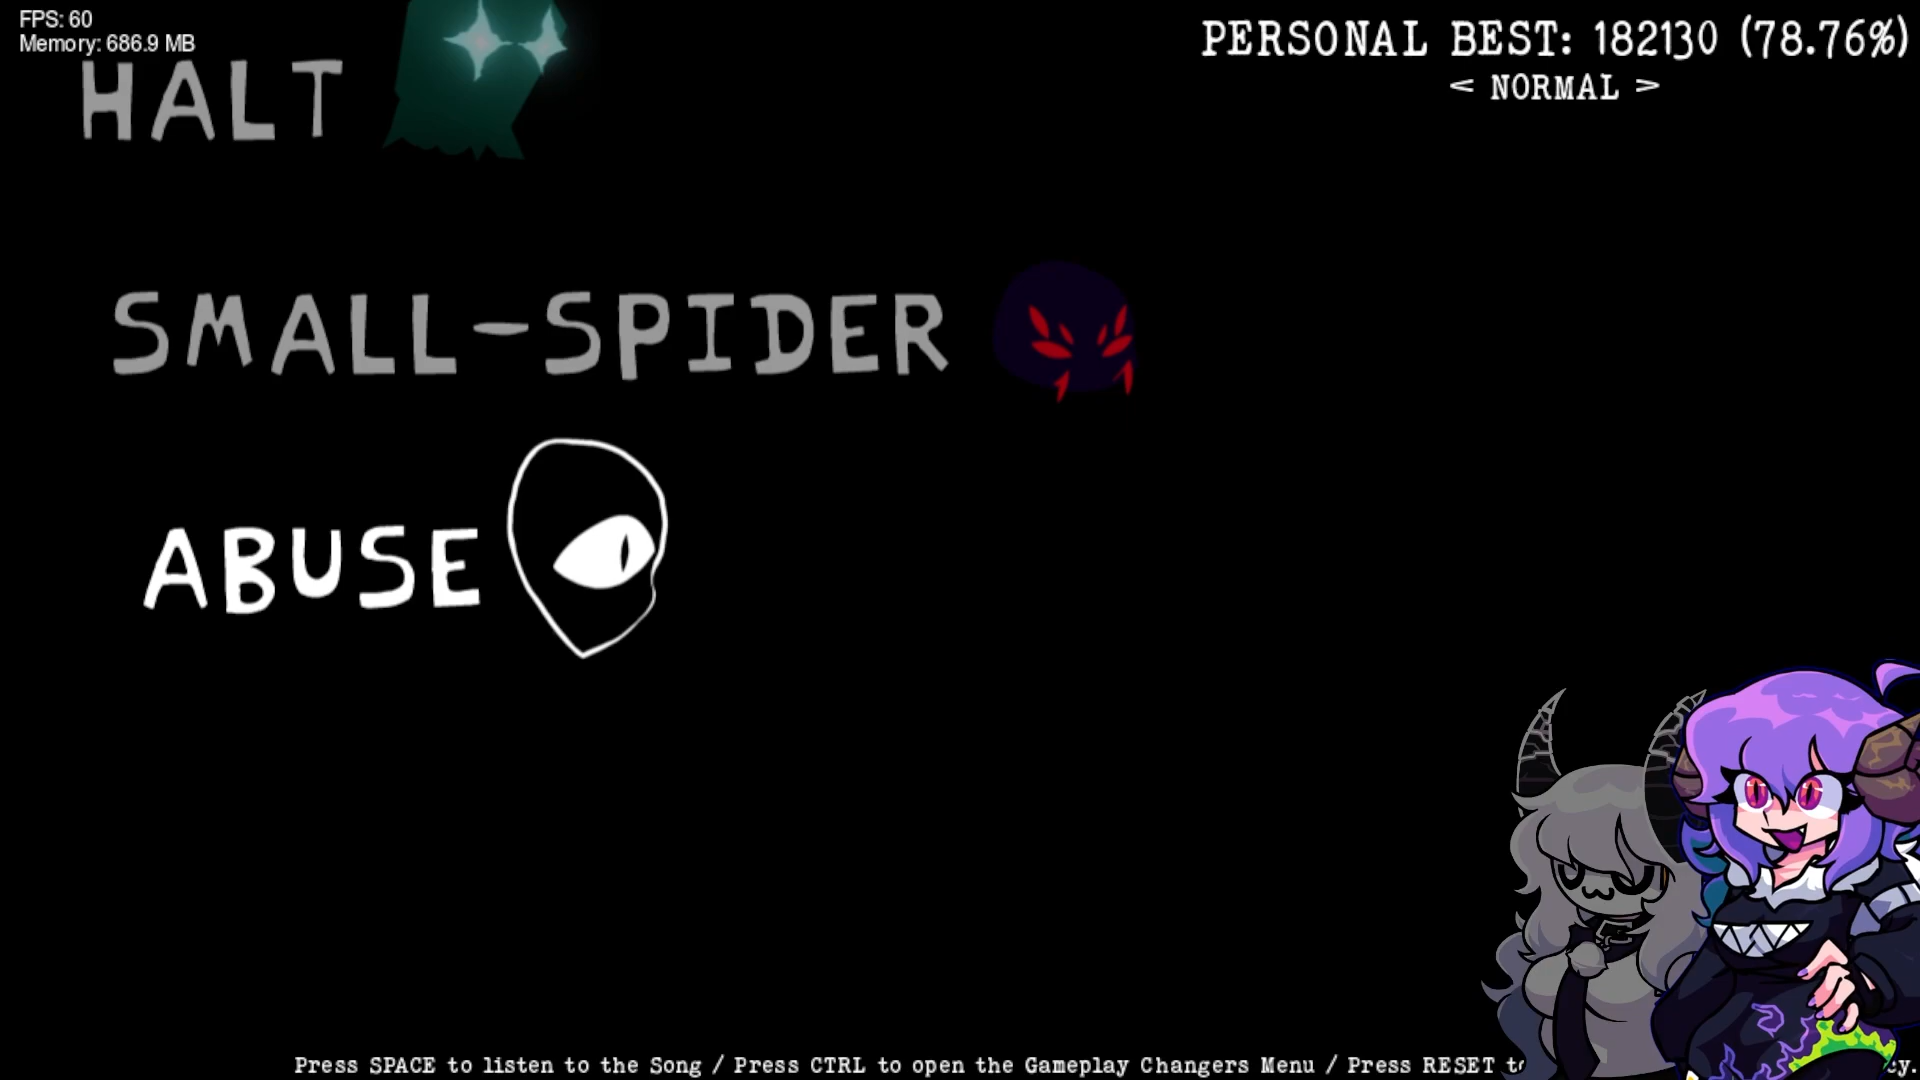 FPS: 60
Memory: 686.9 MB
PERSONAL BEST: 182130 (78.76%)
< NORMAL >
HALT
SMALL-SPIDER
ABUSE
Press SPACE to listen to the Song / Press CTRL to open the Gameplay Changers Menu / Press RESET to